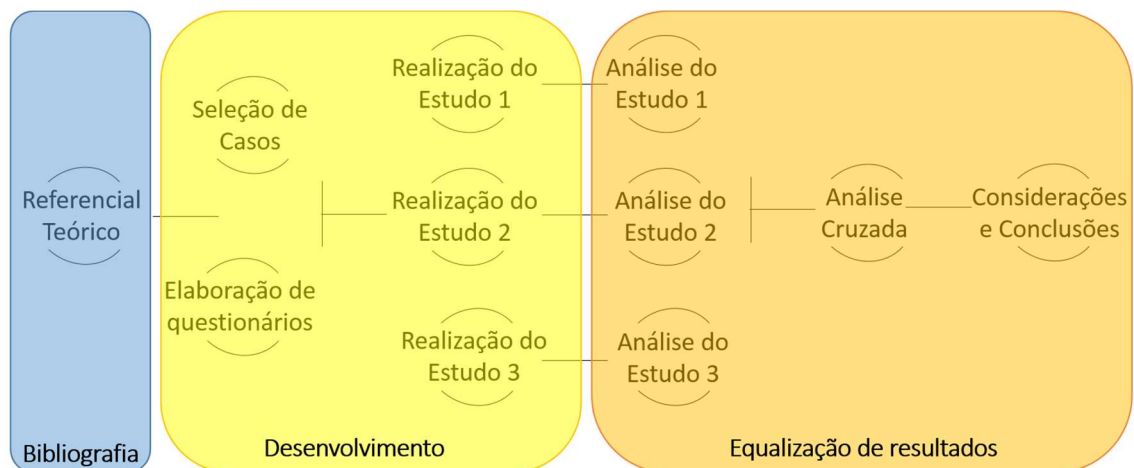 Referencial
Teórico
Bibliografia
Seleção de
Casos
Elaboração de
questionários
Realização do
Estudo 1
Realização do
Estudo 2
Realização do
Estudo 3
Desenvolvimento
Análise do
Estudo 1
Análise do
Estudo 2
Análise do
Estudo 3
Análise
Cruzada
Considerações
e Conclusões
Equalização de resultados